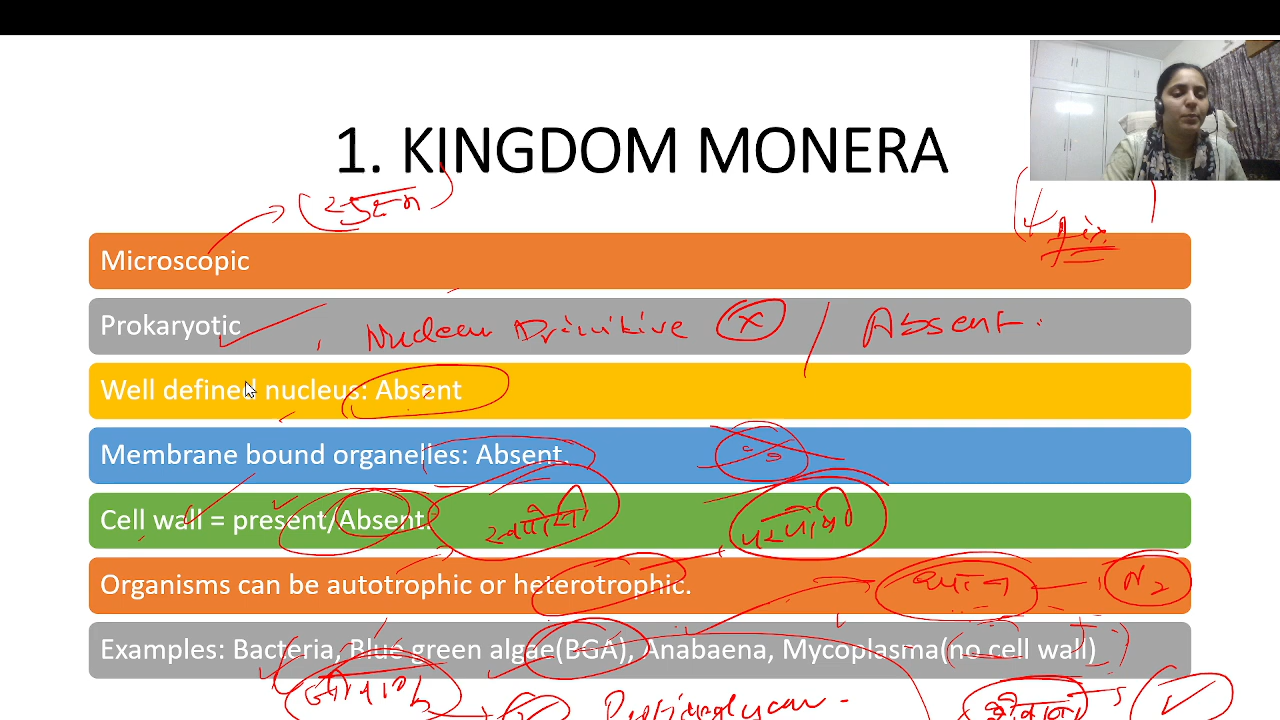 1. KINGDOM MONERA
(सूक्ष्म)
Microscopic
Prokaryotic
Nuclear Primitive x / Absent.
Well defined nucleus: Absent
Membrane bound organelles: Absent.
Cell wall = present/Absent. स्वपोषी परपोषी
Organisms can be autotrophic or heterotrophic. N2
Examples: Bacteria, Blue green algae(BGA), Anabaena, Mycoplasma(no cell wall)
Peptidoglycan